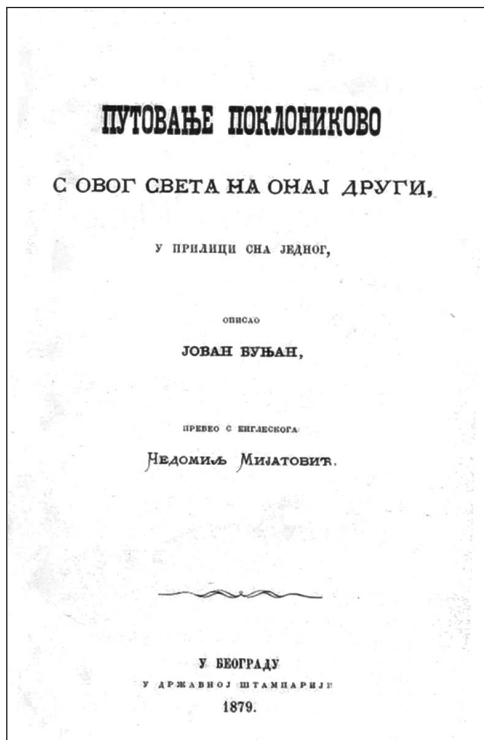 ПУТОВАЊЕ ПОКЛОНИКОВО
С ОВОГ СВЕТА НА ОНАЈ ДРУГИ,
У ПРИЛИЦИ СНА ЈЕДНОГ,
ОПИСАО
ЈОВАН БУЊАН,
ПРЕВЕО С ЕНГЛЕСКОГА
ЧЕДОМИЉ МИЈАТОВИЋ.
У БЕОГРАДУ
У ДРЖАВНОЈ ШТАМПАРИЈИ
1879.